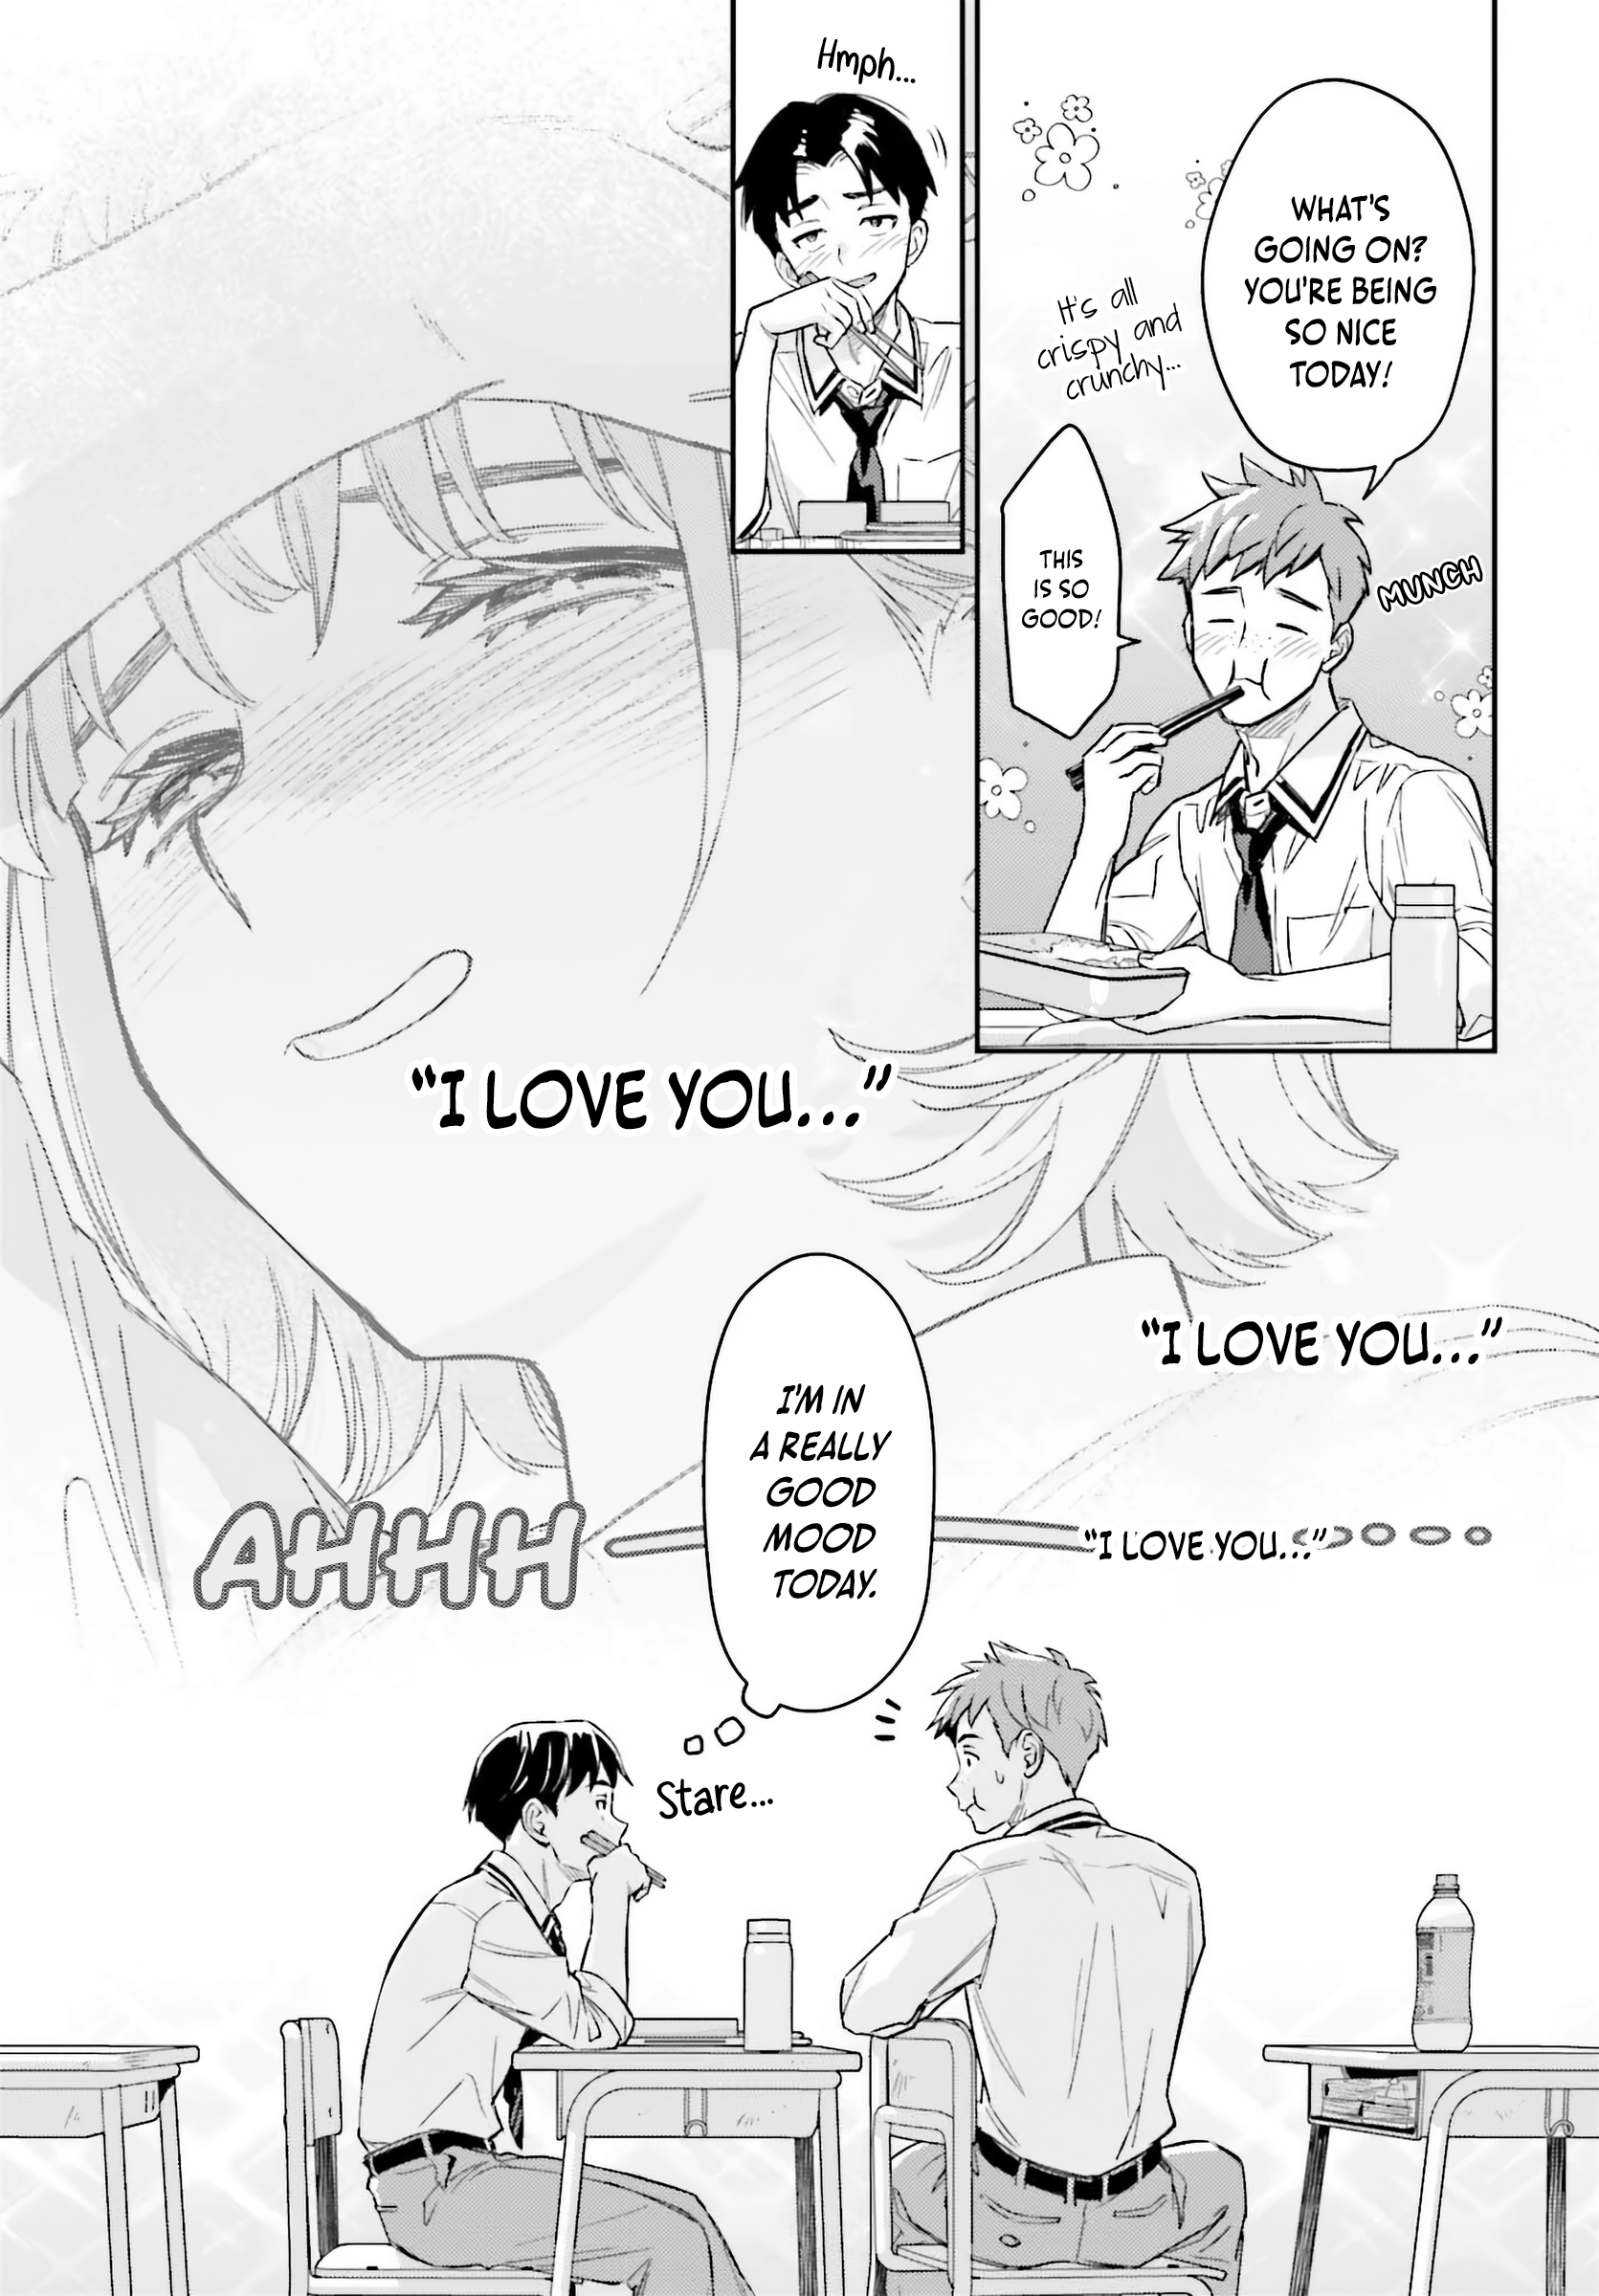 WHAT'S
GOING ON?
YOU'RE BEING
SO NICE
TODAY!
It's all
crispy and
crunchy...
THIS
IS SO
GOOD!
MUNCH
Hmph...
"I LOVE YOU..."
"I LOVE YOU..."
"I LOVE YOU..."
I'M IN
A REALLY
GOOD
MOOD
TODAY.
AHHH
Stare...